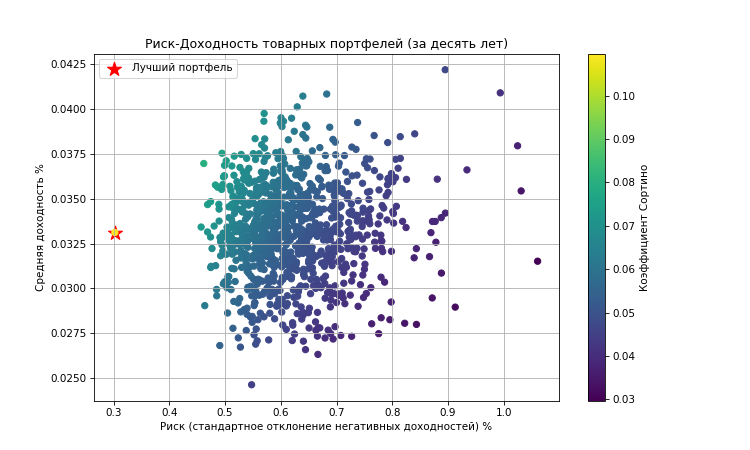 Риск-Доходность товарных портфелей (за десять лет)
Лучший портфель
0.0425
0.0400
0.0375
0.0350
0.0325
0.0300
0.0275
0.0250
Средняя доходность %
0.3 0.4 0.5 0.6 0.7 0.8 0.9 1.0
Риск (стандартное отклонение негативных доходностей) %
0.10
0.09
0.08
0.07
0.06
0.05
0.04
0.03
Коэффициент Сортино